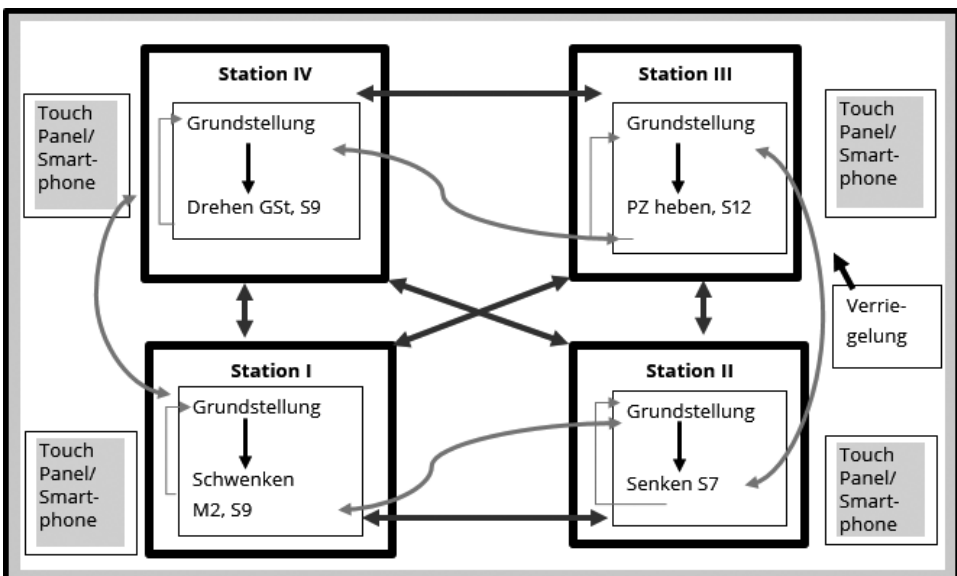 Station IV
Station III
Touch
Panel/
Smart-
phone
Grundstellung
Drehen GSt, S9
Grundstellung
PZ heben, S12
Touch
Panel/
Smart-
phone
Verrie-
gelung
Station I
Station II
Touch
Panel/
Smart-
phone
Grundstellung
Schwenken
M2, S9
Grundstellung
Senken S7
Touch
Panel/
Smart-
phone